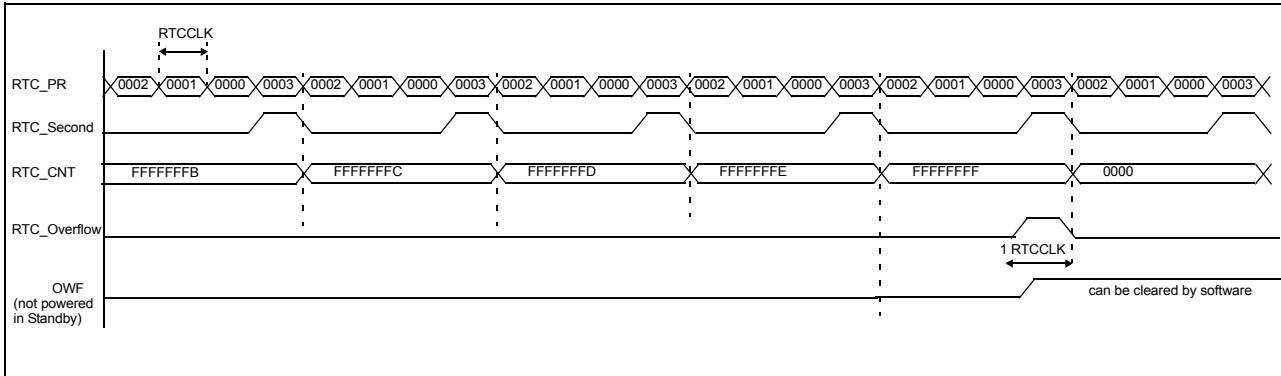 RTCCLK
RTC_PR 0002 0001 0000 0003 0002 0001 0000 0003 0002 0001 0000 0003 0002 0001 0000 0003 0002 0001 0000 0003 0002 0001 0000 0003
RTC_Second
RTC_CNT FFFFFFFB FFFFFFFC FFFFFFFD FFFFFFFE FFFFFFFF 0000
RTC_Overflow
1 RTCCLK
OWF
(not powered
in Standby)
can be cleared by software